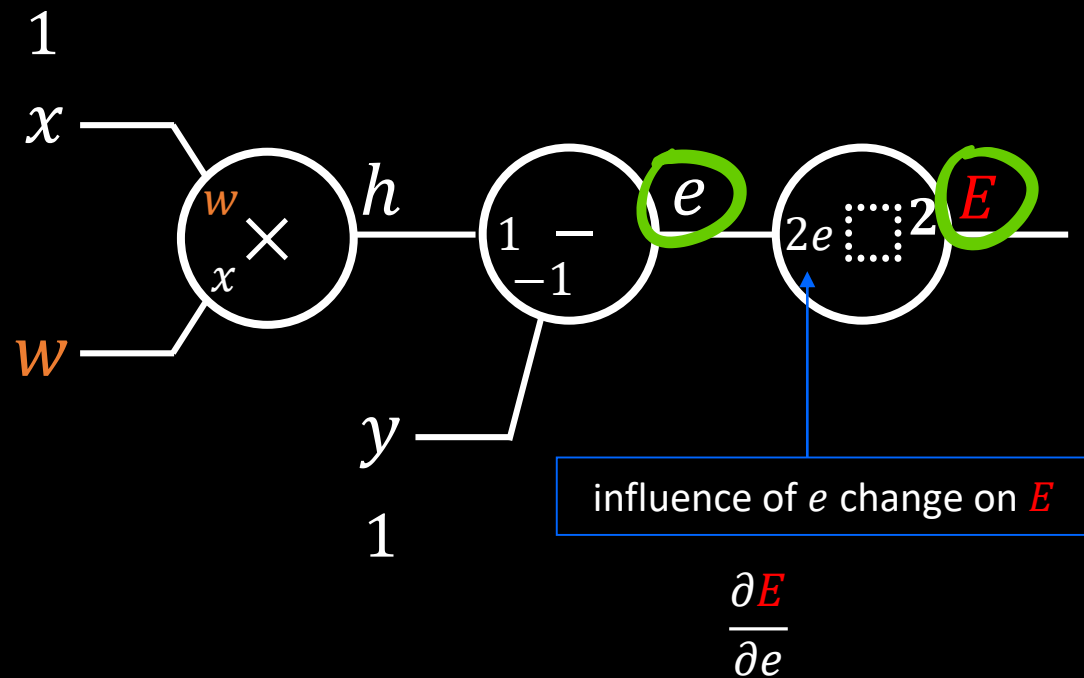 1
x
w
x
×
w
h
y
1
1 −
−1
e
2e ⬚²
E
influence of e change on E
∂E
∂e